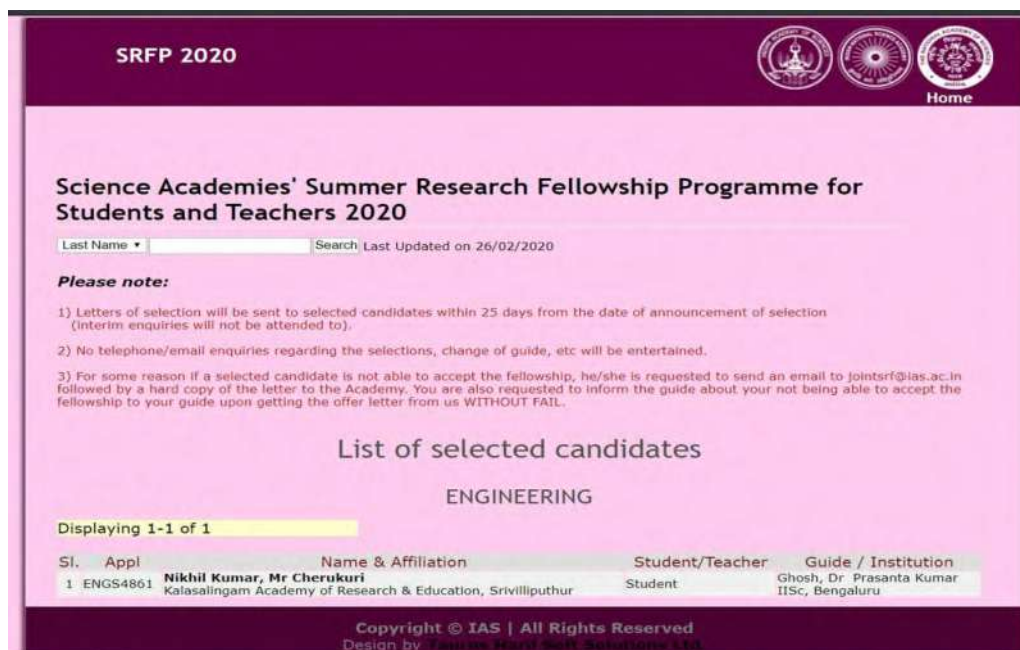 SRFP 2020
Home
Science Academies' Summer Research Fellowship Programme for
Students and Teachers 2020
Last Name Search Last Updated on 26/02/2020
Please note:
1) Letters of selection will be sent to selected candidates within 25 days from the date of announcement of selection
(interim enquiries will not be attended to).
2) No telephone/email enquiries regarding the selections, change of guide, etc will be entertained.
3) For some reason if a selected candidate is not able to accept the fellowship, he/she is requested to send an email to jointsrf@ias.ac.in
followed by a hard copy of the letter to the Academy. You are also requested to inform the guide about your not being able to accept the
fellowship to your guide upon getting the offer letter from us WITHOUT FAIL.
List of selected candidates
ENGINEERING
Displaying 1-1 of 1
Sl. Appl Name & Affiliation Student/Teacher Guide / Institution
1 ENGS4861 Nikhil Kumar, Mr Cherukuri Student Ghosh, Dr Prasanta Kumar
Kalasalingam Academy of Research & Education, Srivilliputhur IISc, Bengaluru
Copyright © IAS | All Rights Reserved
Design by